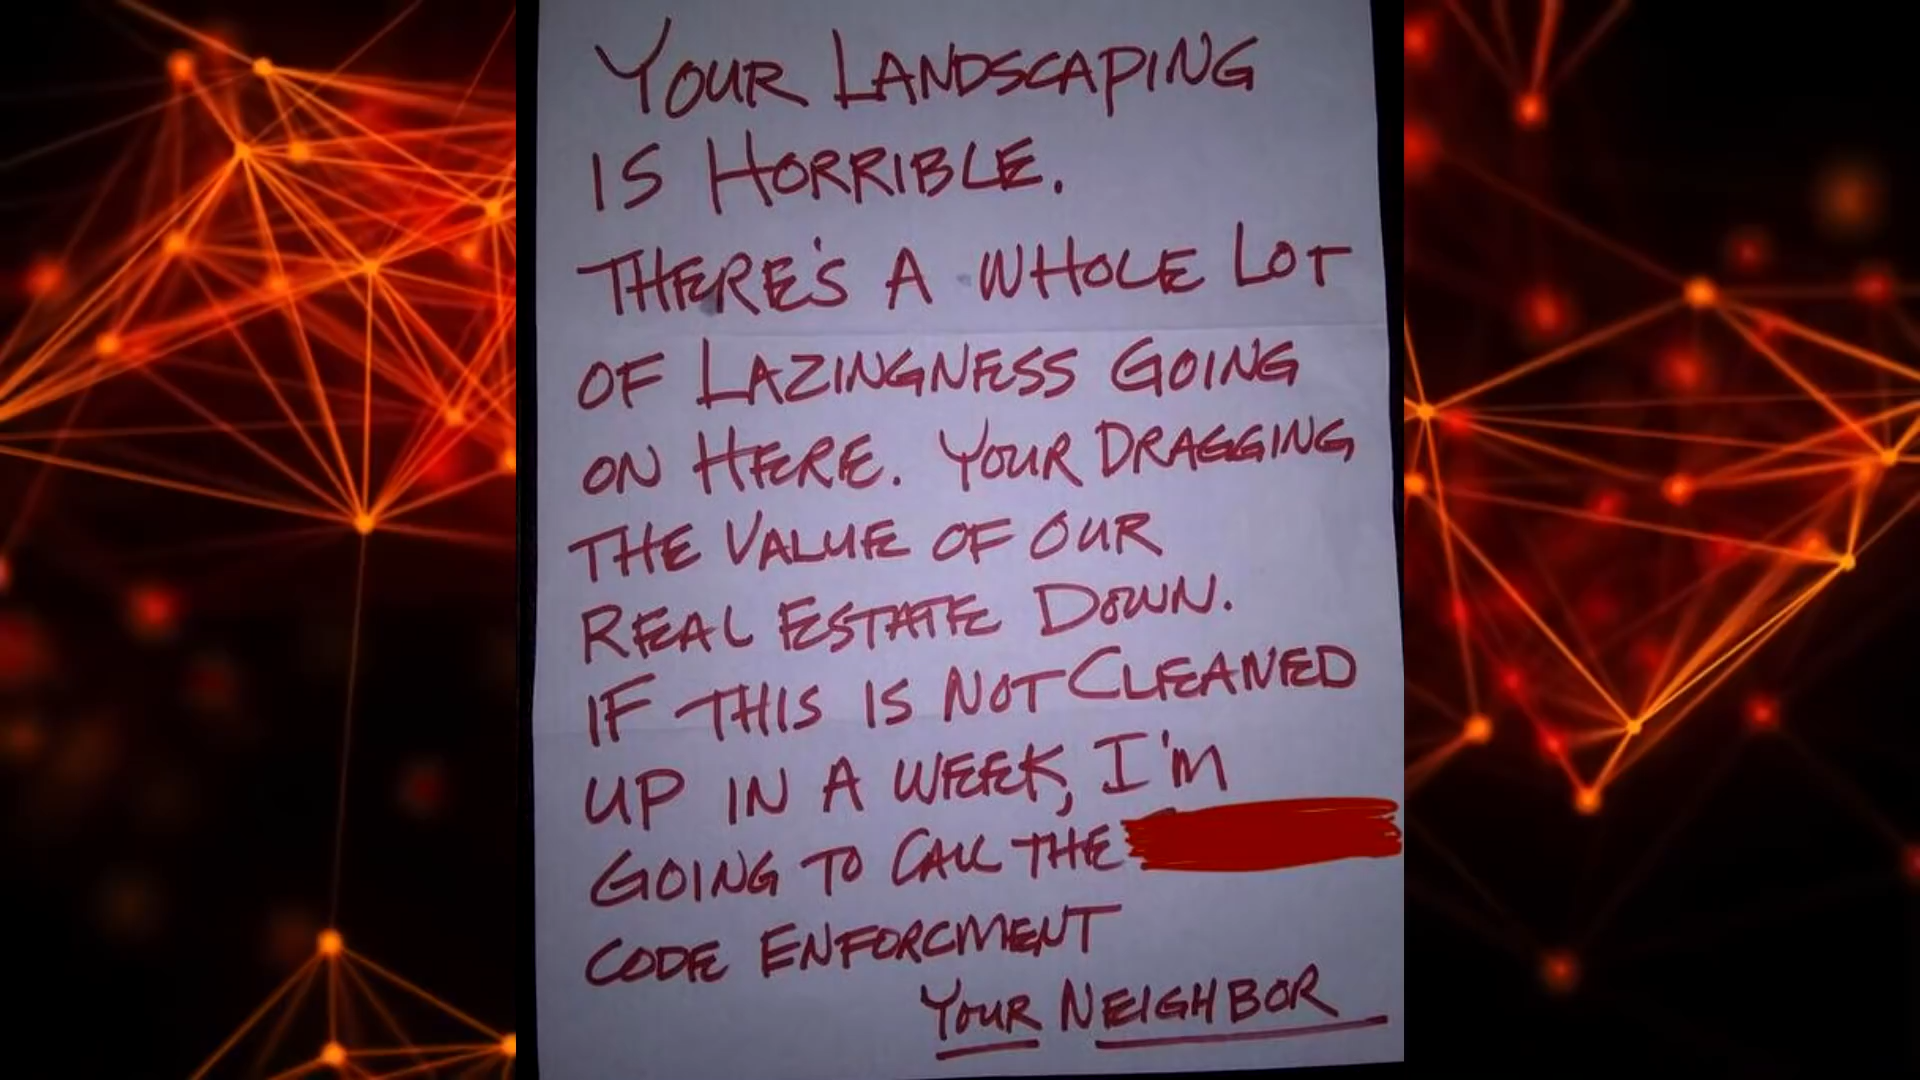 YOUR LANDSCAPING
IS HORRIBLE.
THERE'S A WHOLE LOT
OF LAZINGNESS GOING
ON HERE. YOUR DRAGGING
THE VALUE OF OUR
REAL ESTATE DOWN.
IF THIS IS NOT CLEANED
UP IN A WEEK, I'M
GOING TO CALL THE
CODE ENFORCMENT
YOUR NEIGHBOR